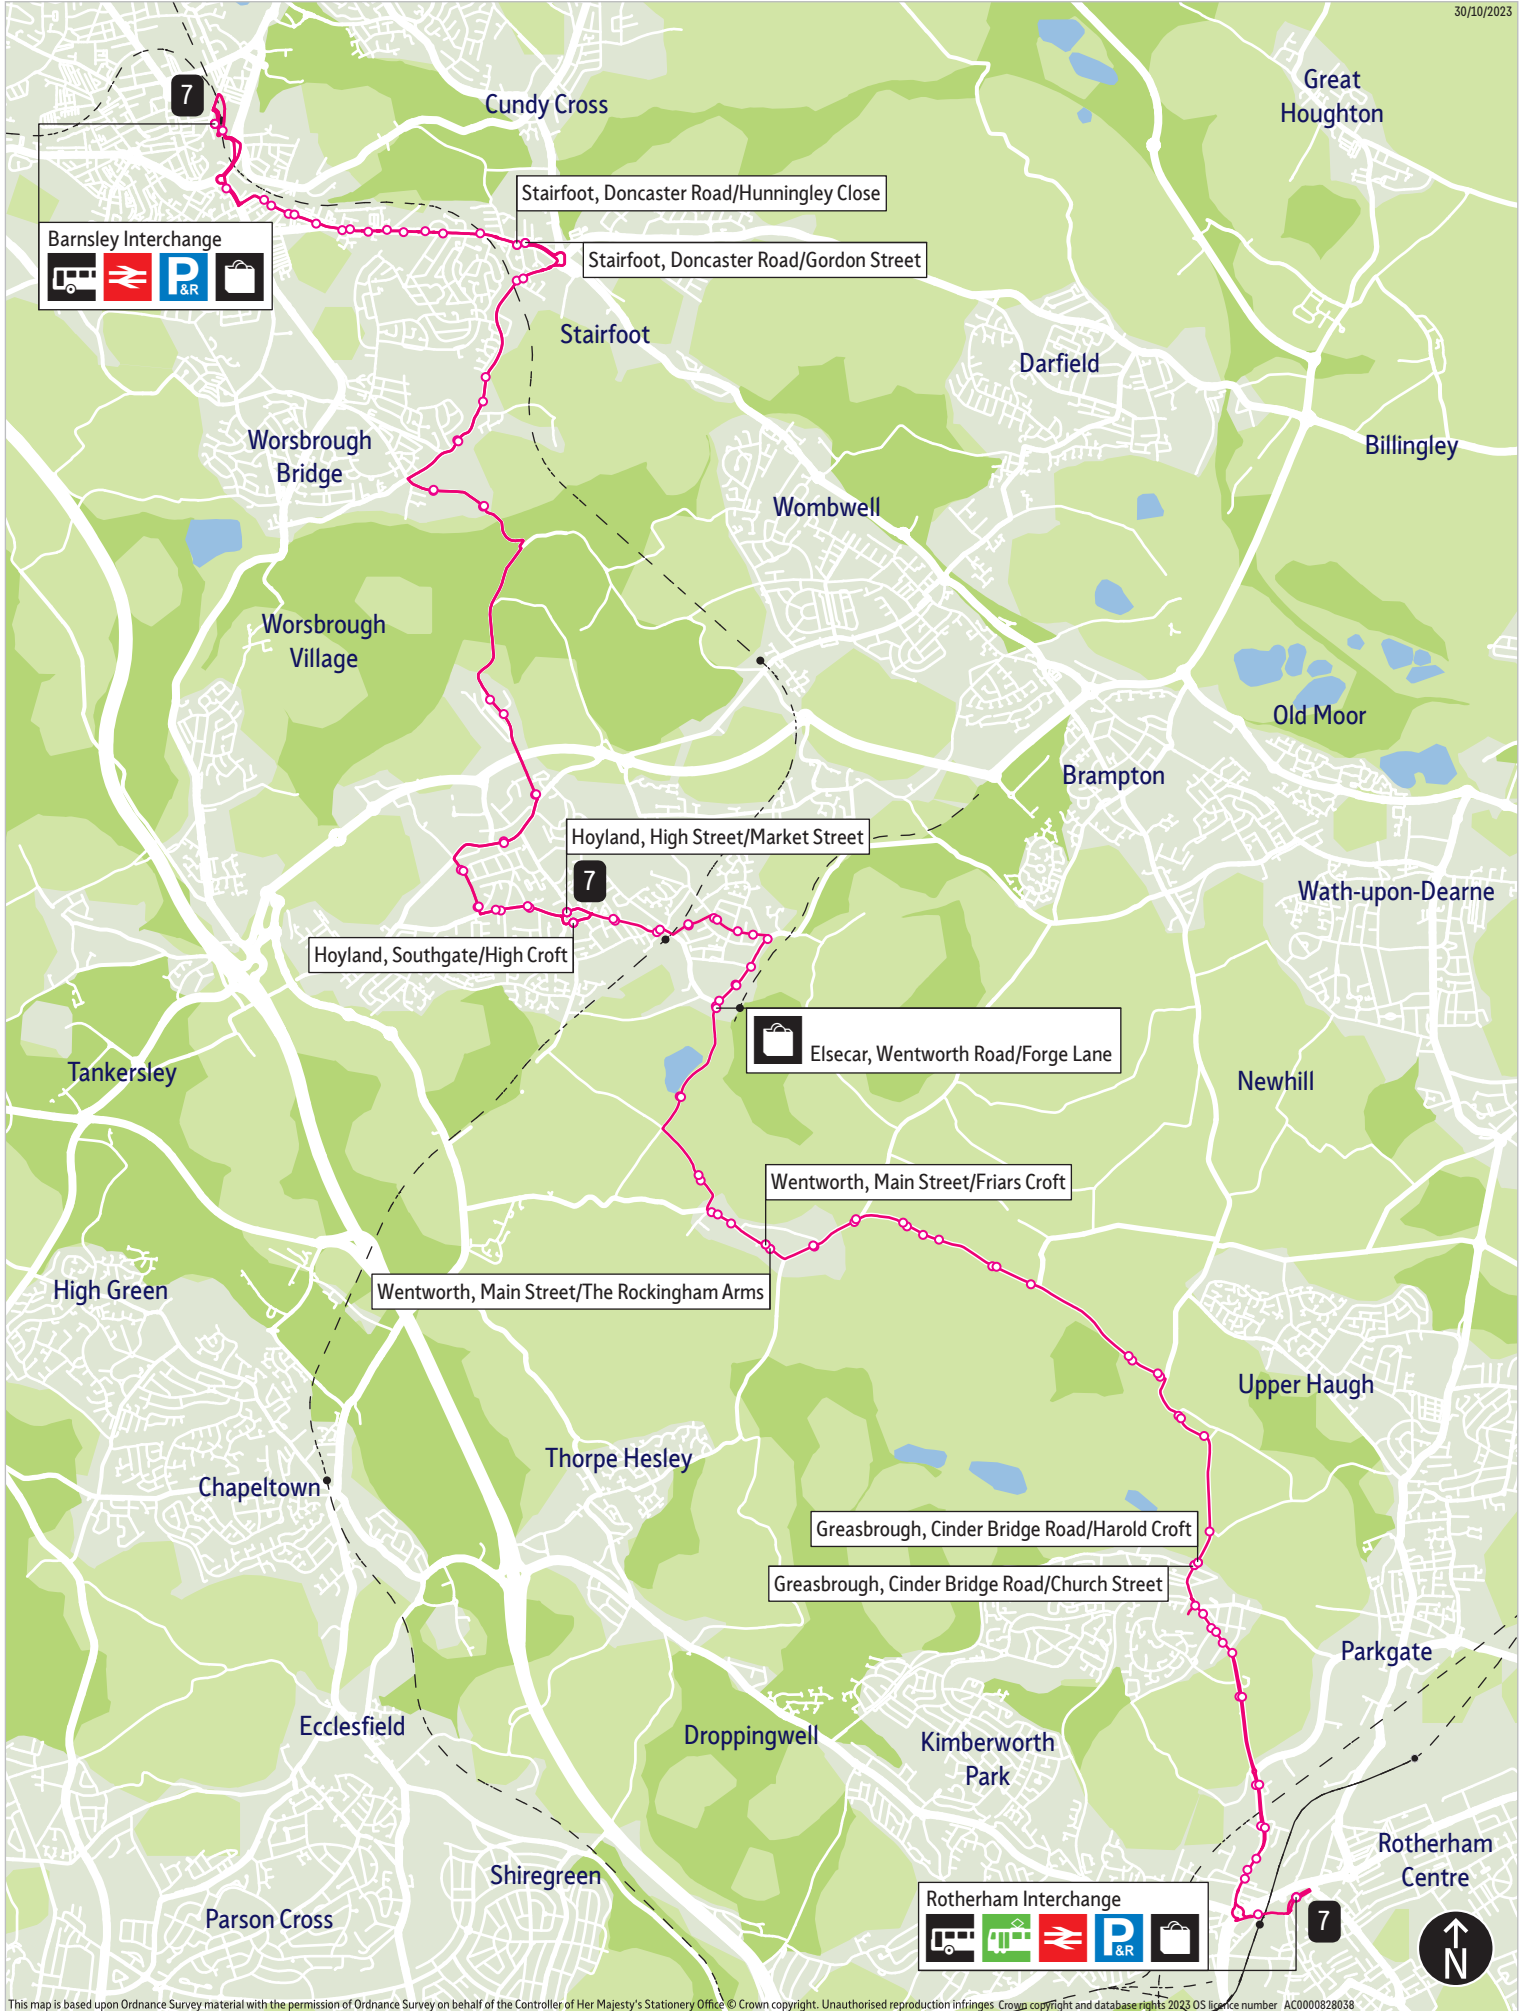 30/10/2023
7
Cundy Cross
Great
Houghton
Stairfoot, Doncaster Road/Hunningley Close
Barnsley Interchange
P
&R
Stairfoot, Doncaster Road/Gordon Street
Stairfoot
Darfield
Worsbrough
Bridge
Billingley
Wombwell
Worsbrough
Village
Old Moor
Brampton
Hoyland, High Street/Market Street
7
Wath-upon-Dearne
Hoyland, Southgate/High Croft
Elsecar, Wentworth Road/Forge Lane
Tankersley
Newhill
Wentworth, Main Street/Friars Croft
High Green
Wentworth, Main Street/The Rockingham Arms
Upper Haugh
Thorpe Hesley
Chapeltown
Greasbrough, Cinder Bridge Road/Harold Croft
Greasbrough, Cinder Bridge Road/Church Street
Parkgate
Ecclesfield
Droppingwell
Kimberworth
Park
Rotherham
Centre
Shiregreen
Rotherham Interchange
P
&R
7
Parson Cross
N
This map is based upon Ordnance Survey material with the permission of Ordnance Survey on behalf of the Controller of Her Majesty's Stationery Office © Crown copyright. Unauthorised reproduction infringes Crown copyright and database rights 2023 OS licence number AC0000828038